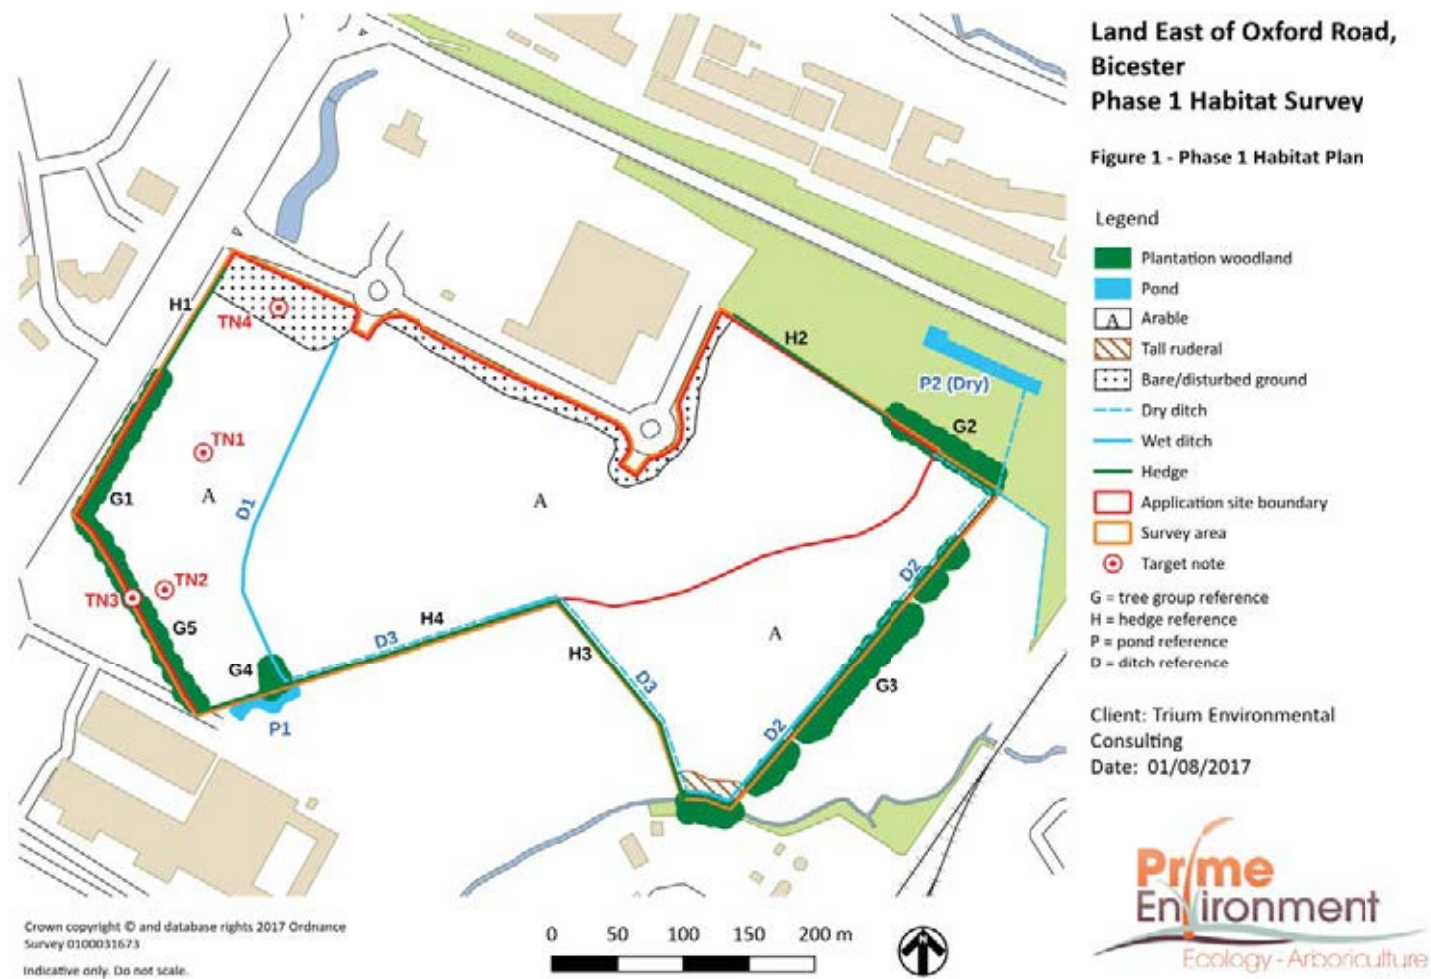 Land East of Oxford Road,
Bicester
Phase 1 Habitat Survey
Figure 1 - Phase 1 Habitat Plan
Legend
Plantation woodland
Pond
A Arable
Tall ruderal
Bare/disturbed ground
Dry ditch
Wet ditch
Hedge
Application site boundary
Survey area
Target note
G = tree group reference
H = hedge reference
P = pond reference
D = ditch reference
Client: Trium Environmental
Consulting
Date: 01/08/2017
Prime
Environment
Ecology - Arboriculture
H1
TN4
H2
P2 (Dry)
G2
TN1
A
G1
D1
A
D2
TN2
TN3
G5
H4
D3
G4
H3
A
D3
G3
P1
D2
Crown copyright © and database rights 2017 Ordnance
Survey 0100031673
Indicative only. Do not scale.
0 50 100 150 200 m